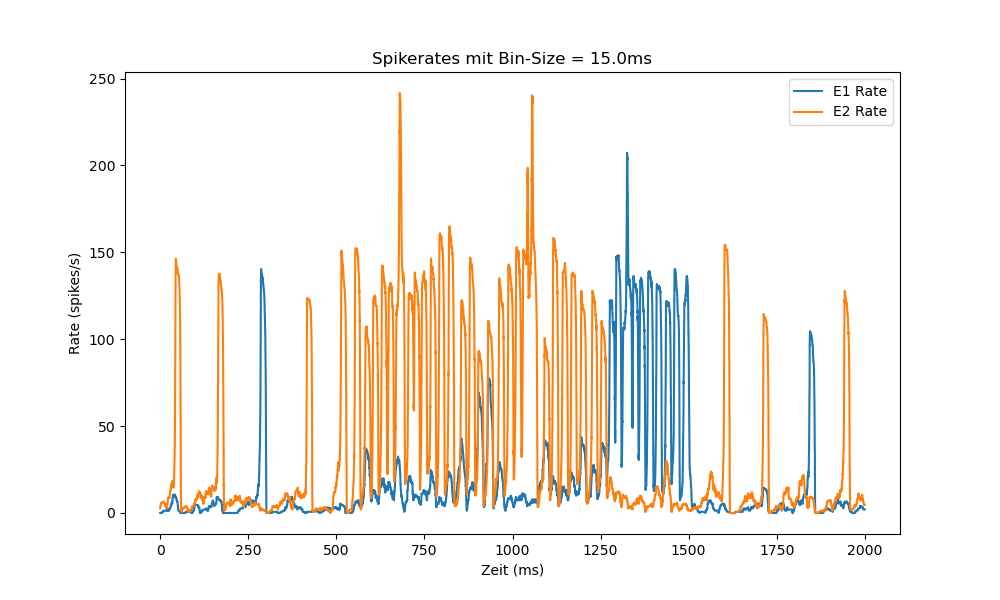 Spikerates mit Bin-Size = 15.0ms
E1 Rate
E2 Rate
Rate (spikes/s)
250
200
150
100
50
0
0 250 500 750 1000 1250 1500 1750 2000
Zeit (ms)